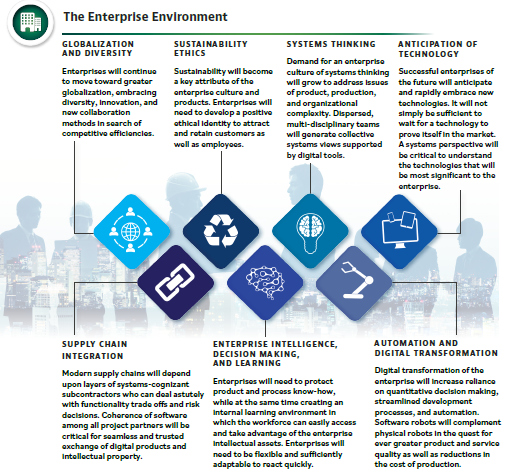 The Enterprise Environment
GLOBALIZATION
AND DIVERSITY
Enterprises will continue
to move toward greater
globalization, embracing
diversity, innovation, and
new collaboration
methods in search of
competitive efficiencies.
SUSTAINABILITY
ETHICS
Sustainability will become
a key attribute of the
enterprise culture and
products. Enterprises will
need to develop a positive
ethical identity to attract
and retain customers as
well as employees.
SYSTEMS THINKING
Demand for an enterprise
culture of systems thinking
will grow to address issues
of product, production,
and organizational
complexity. Dispersed,
multi-disciplinary teams
will generate collective
systems views supported
by digital tools.
ANTICIPATION OF
TECHNOLOGY
Successful enterprises of
the future will anticipate
and rapidly embrace new
technologies. It will not
simply be sufficient to
wait for a technology to
prove itself in the market.
A systems perspective will
be critical to understand
the technologies that will
be most significant to the
enterprise.
SUPPLY CHAIN
INTEGRATION
Modern supply chains will depend
upon layers of systems-cognizant
subcontractors who can deal astutely
with functionality trade offs and risk
decisions. Coherence of software
among all project partners will be
critical for seamless and trusted
exchange of digital products and
intellectual property.
ENTERPRISE INTELLIGENCE,
DECISION MAKING,
AND LEARNING
Enterprises will need to protect
product and process know-how,
while at the same time creating an
internal learning environment in
which the workforce can easily access
and take advantage of the enterprise
intellectual assets. Enterprises will
need to be flexible and sufficiently
adaptable to react quickly.
AUTOMATION AND
DIGITAL TRANSFORMATION
Digital transformation of the
enterprise will increase reliance
on quantitative decision making,
streamlined development
processes, and automation.
Software robots will complement
physical robots in the quest for
ever greater product and service
quality as well as reductions in
the cost of production.